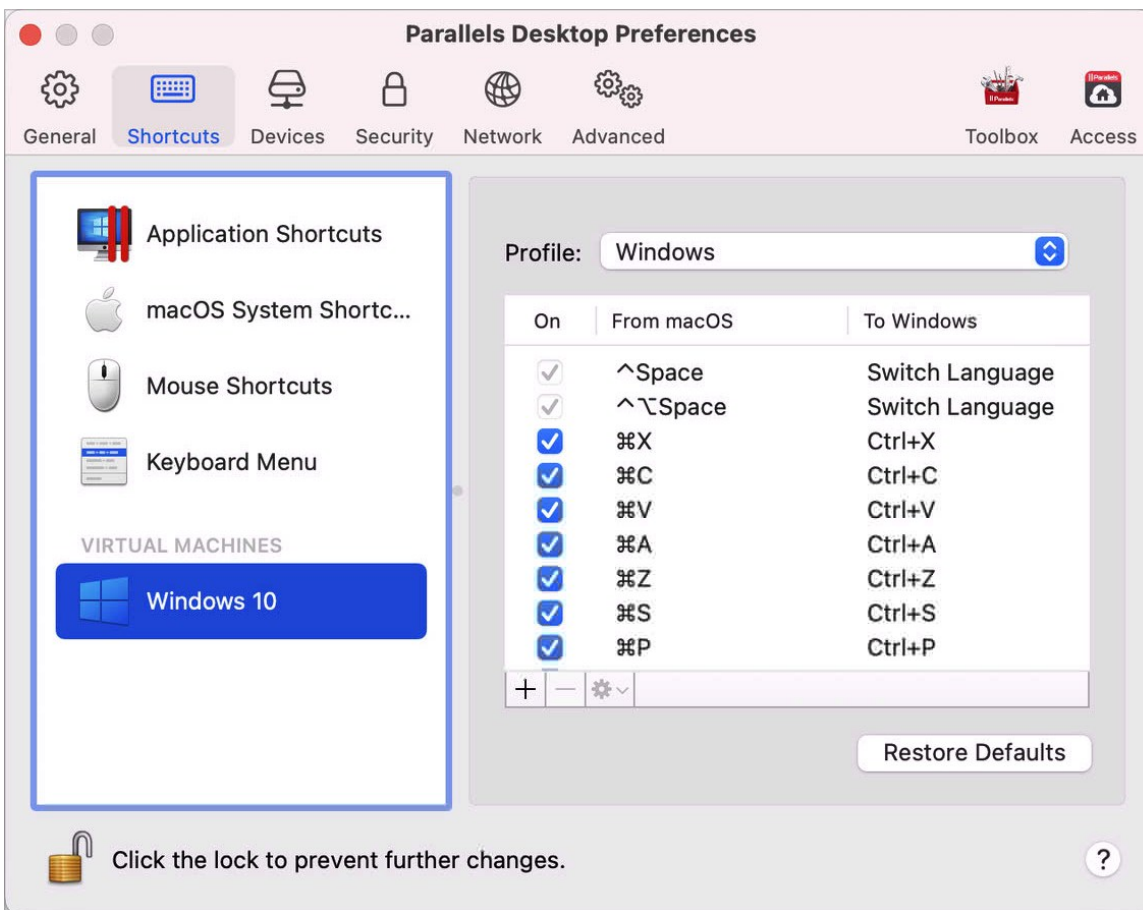 Parallels Desktop Preferences
General Shortcuts Devices Security Network Advanced Toolbox Access
Application Shortcuts
macOS System Shortc...
Mouse Shortcuts
Keyboard Menu
VIRTUAL MACHINES
Windows 10
Profile: Windows
On From macOS To Windows
^Space Switch Language
^⌥Space Switch Language
⌘X Ctrl+X
⌘C Ctrl+C
⌘V Ctrl+V
⌘A Ctrl+A
⌘Z Ctrl+Z
⌘S Ctrl+S
⌘P Ctrl+P
Restore Defaults
Click the lock to prevent further changes.
?